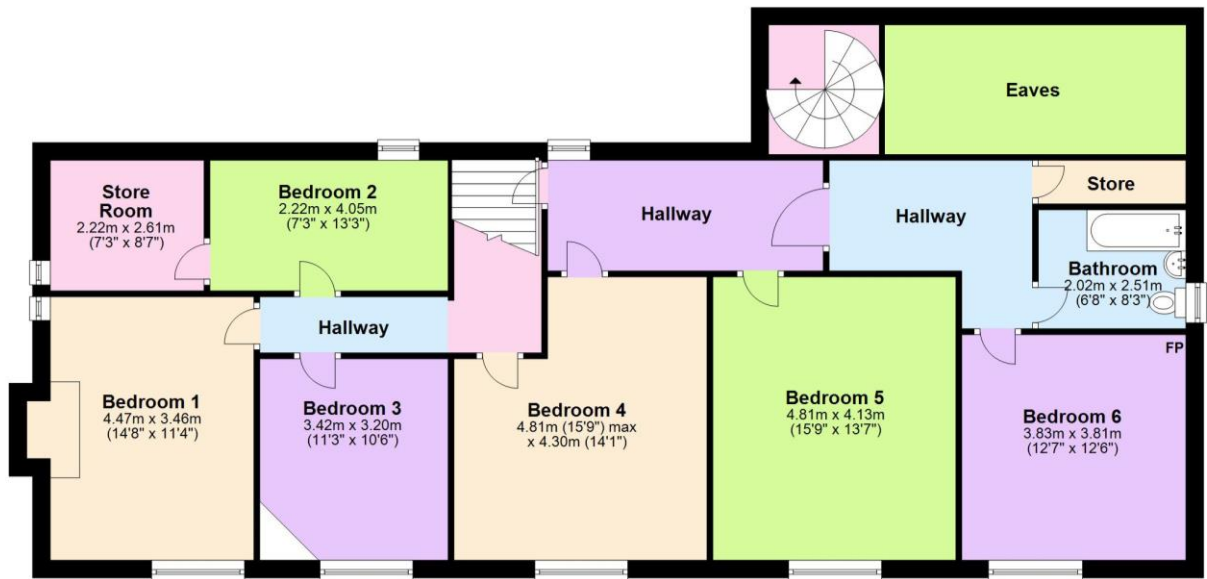 Eaves
Store
Room
2.22m x 2.61m
(7'3" x 8'7")
Bedroom 2
2.22m x 4.05m
(7'3" x 13'3")
Hallway
Hallway
Store
Bathroom
2.02m x 2.51m
(6'8" x 8'3")
Hallway
Bedroom 1
4.47m x 3.46m
(14'8" x 11'4")
Bedroom 3
3.42m x 3.20m
(11'3" x 10'6")
Bedroom 4
4.81m (15'9") max
x 4.30m (14'1")
Bedroom 5
4.81m x 4.13m
(15'9" x 13'7")
FP
Bedroom 6
3.83m x 3.81m
(12'7" x 12'6")